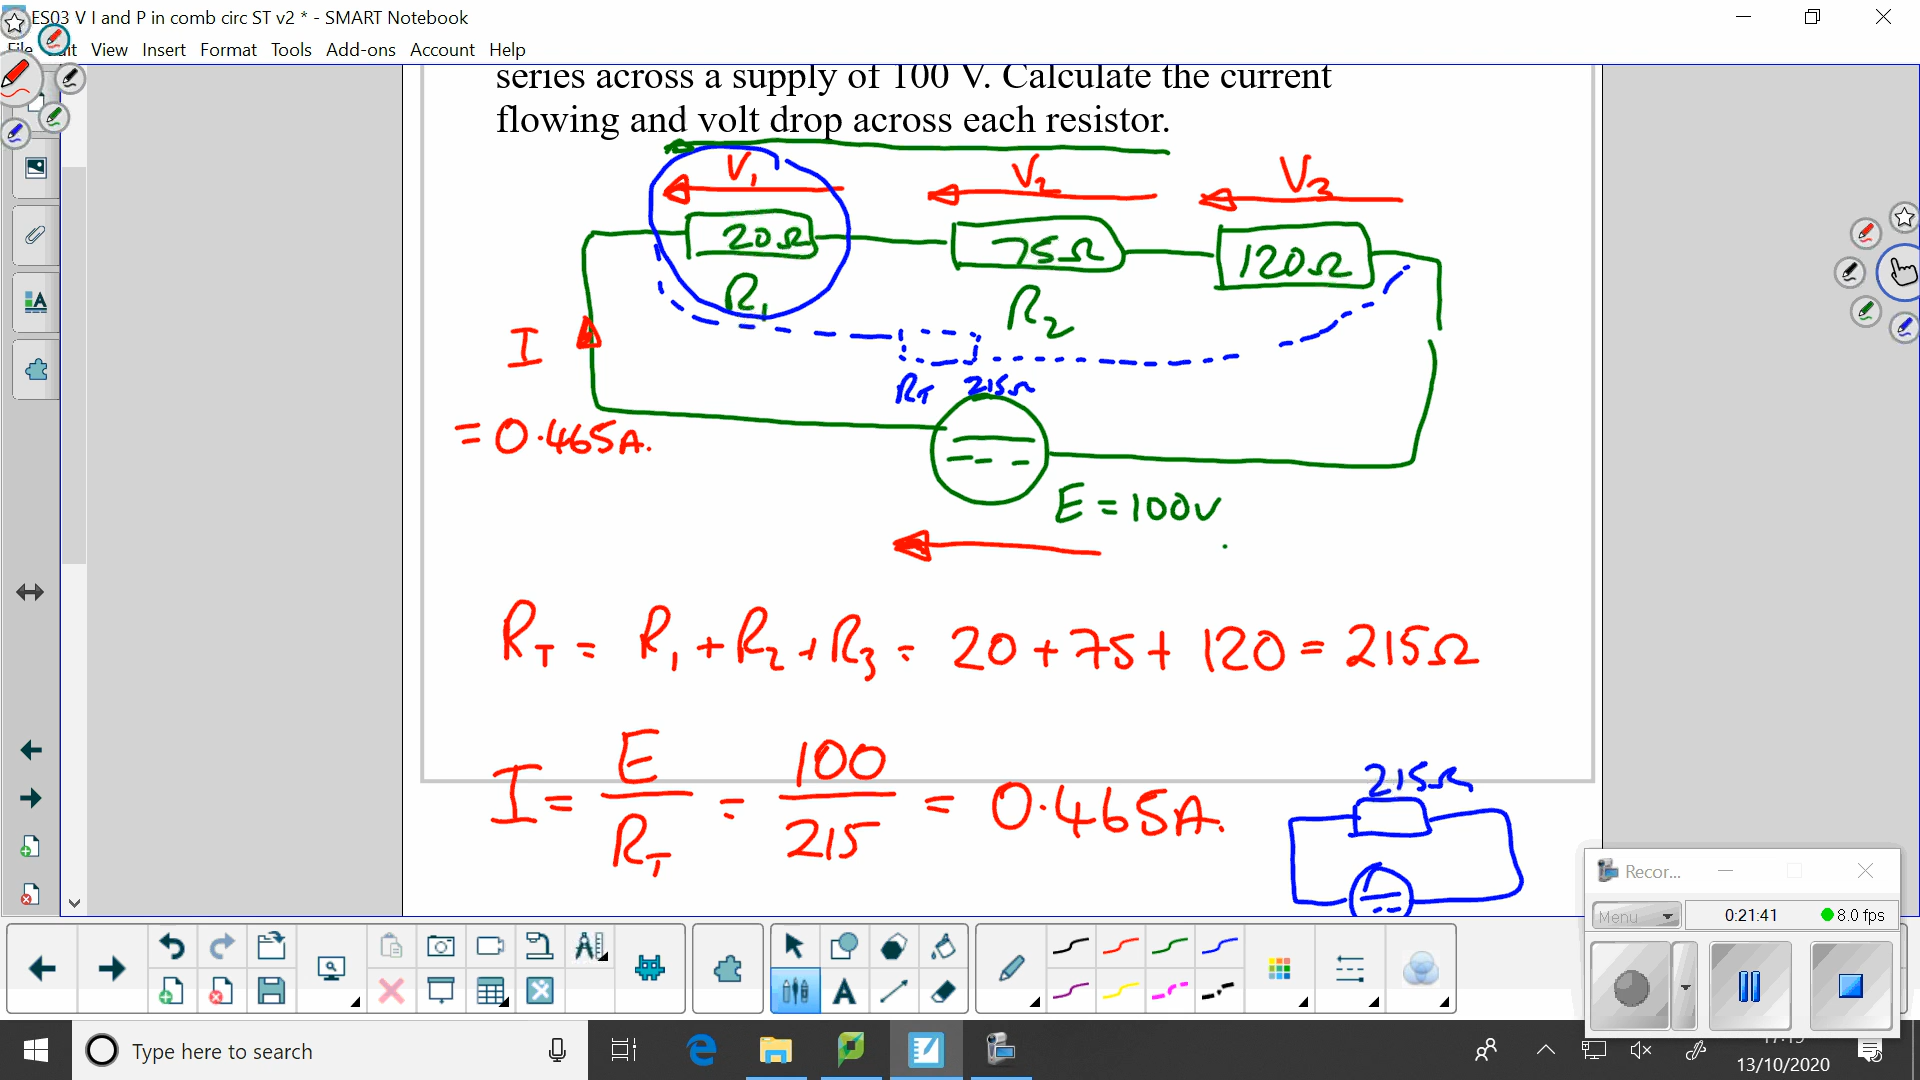 ES03 V I and P in comb circ ST v2 * - SMART Notebook
File Edit View Insert Format Tools Add-ons Account Help
series across a supply of 100 V. Calculate the current
flowing and volt drop across each resistor.
V1 V2 V3
20Ω 75Ω 120Ω
R1 R2
I
RT 215Ω
= 0.465A.
E = 100V
RT = R1 + R2 + R3 = 20 + 75 + 120 = 215Ω
I = E/RT = 100/215 = 0.465A.
215Ω
Recor...
Menu 0:21:41 8.0 fps
Type here to search
13/10/2020